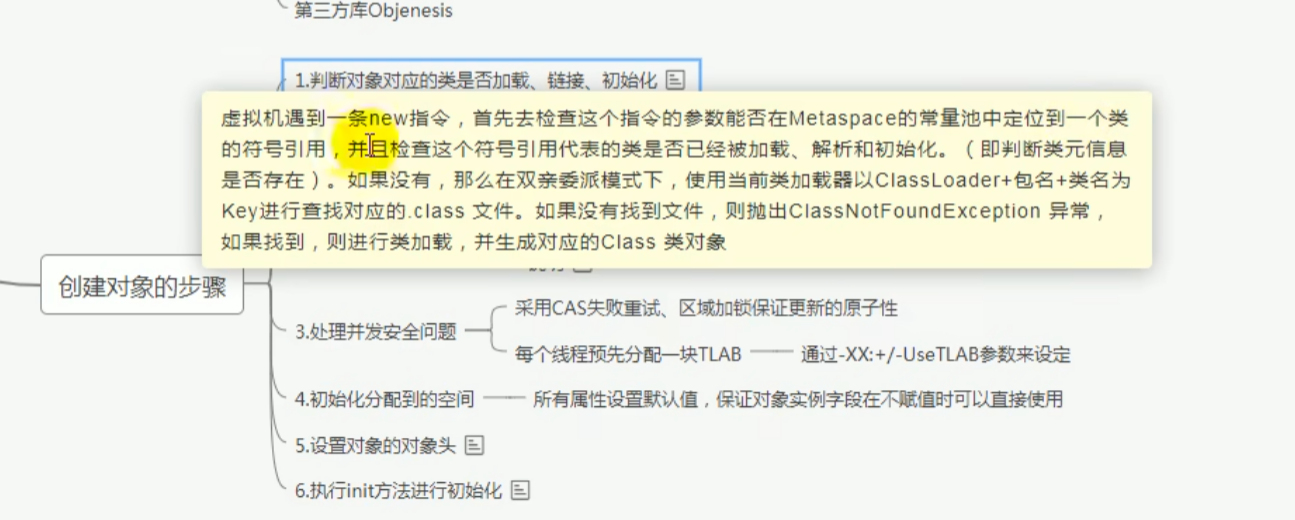 第三方库Objenesis
1.判断对象对应的类是否加载、链接、初始化
虚拟机遇到一条new指令，首先去检查这个指令的参数能否在Metaspace的常量池中定位到一个类
的符号引用，并且检查这个符号引用代表的类是否已经被加载、解析和初始化。（即判断类元信息
是否存在）。如果没有，那么在双亲委派模式下，使用当前类加载器以ClassLoader+包名+类名为
Key进行查找对应的.class 文件。如果没有找到文件，则抛出ClassNotFoundException 异常，
如果找到，则进行类加载，并生成对应的Class 类对象
创建对象的步骤
3.处理并发安全问题
采用CAS失败重试、区域加锁保证更新的原子性
每个线程预先分配一块TLAB
通过-XX:+/-UseTLAB参数来设定
4.初始化分配到的空间
所有属性设置默认值，保证对象实例字段在不赋值时可以直接使用
5.设置对象的对象头
6.执行init方法进行初始化